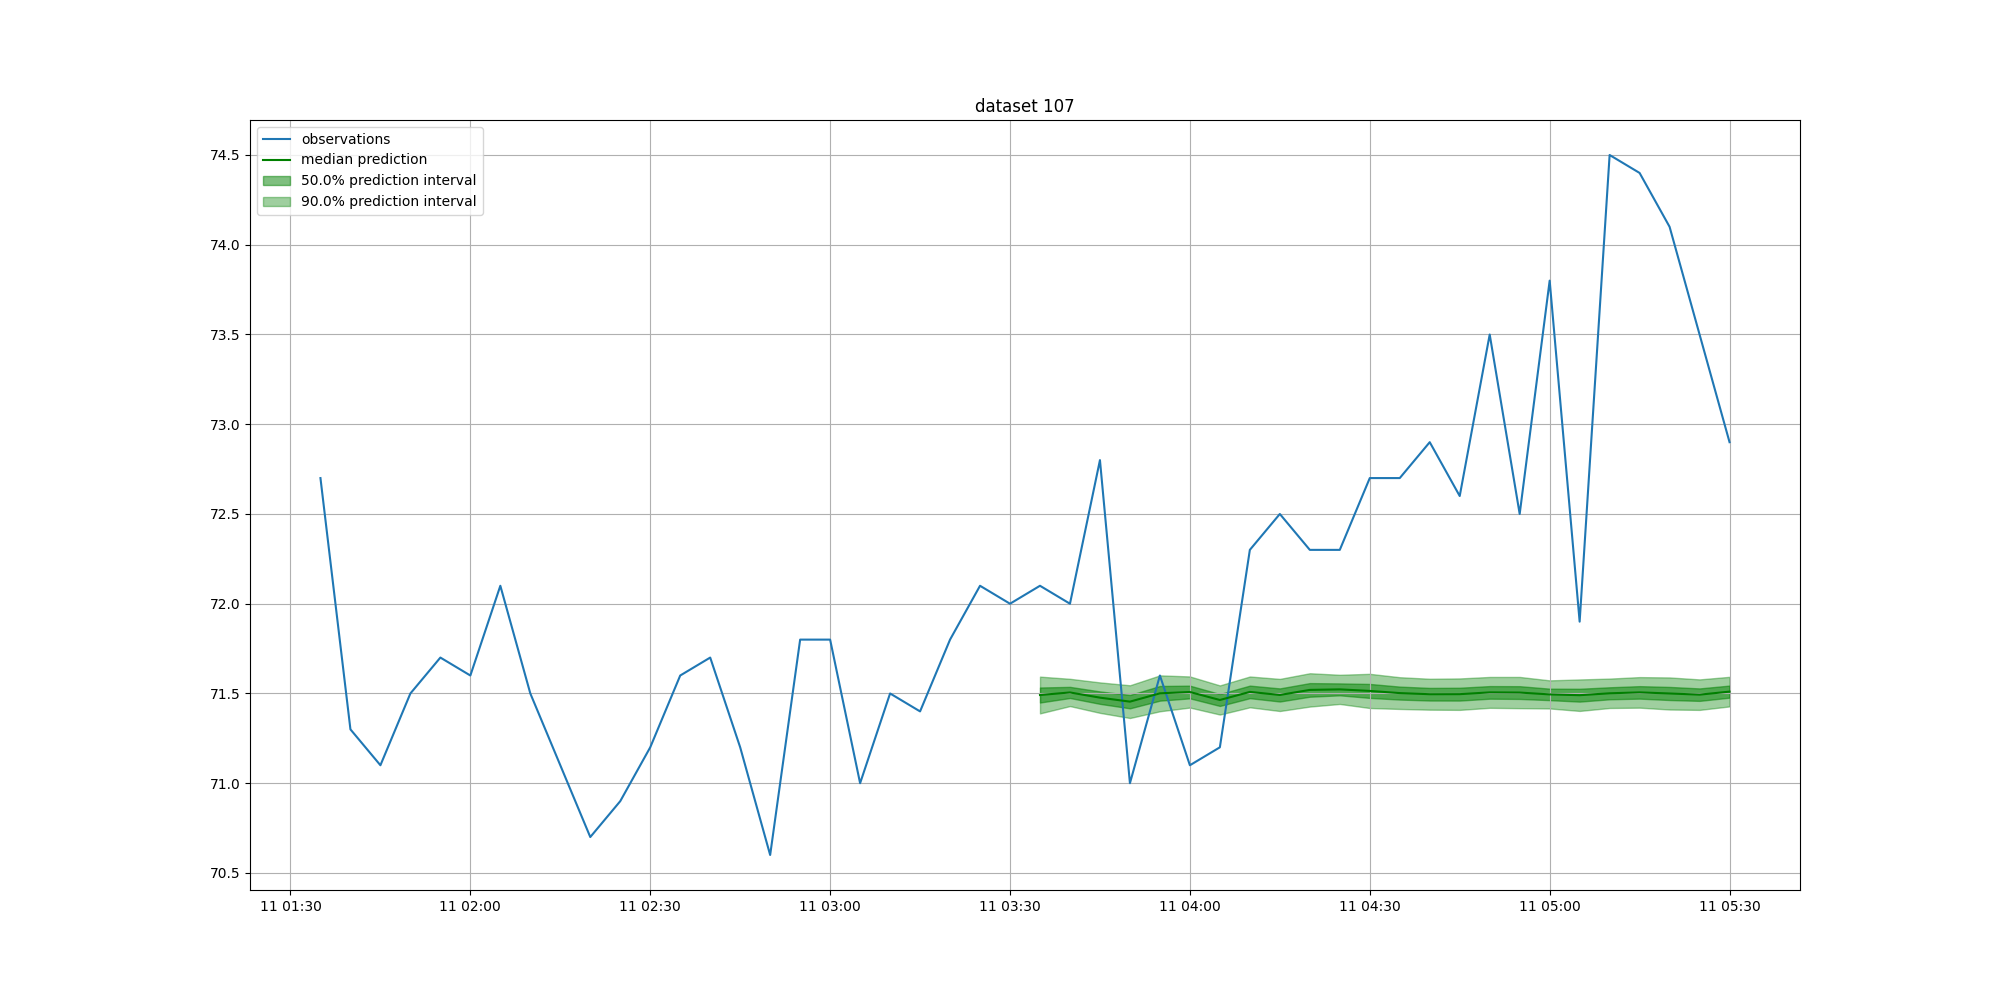 dataset 107
observations
median prediction
50.0% prediction interval
90.0% prediction interval
74.5
74.0
73.5
73.0
72.5
72.0
71.5
71.0
70.5
11 01:30 11 02:00 11 02:30 11 03:00 11 03:30 11 04:00 11 04:30 11 05:00 11 05:30